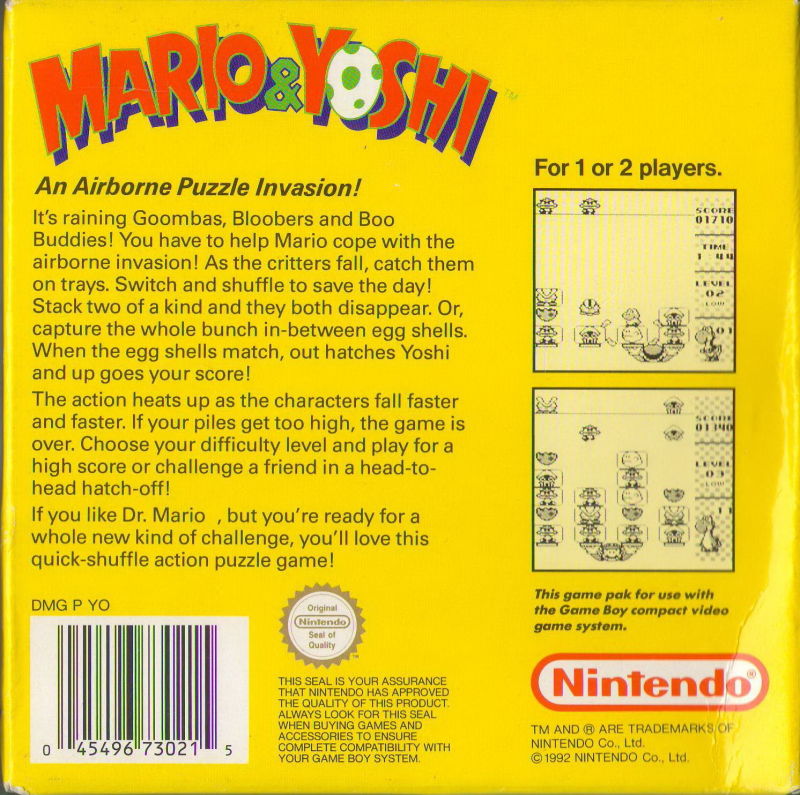 MARIO & YOSHI ™
An Airborne Puzzle Invasion!
It's raining Goombas, Bloobers and Boo
Buddies! You have to help Mario cope with the
airborne invasion! As the critters fall, catch them
on trays. Switch and shuffle to save the day!
Stack two of a kind and they both disappear. Or,
capture the whole bunch in-between egg shells.
When the egg shells match, out hatches Yoshi
and up goes your score!
The action heats up as the characters fall faster
and faster. If your piles get too high, the game is
over. Choose your difficulty level and play for a
high score or challenge a friend in a head-to-
head hatch-off!
If you like Dr. Mario , but you're ready for a
whole new kind of challenge, you'll love this
quick-shuffle action puzzle game!
DMG P YO
0 45496 73021 5
Original
Nintendo
Seal of
Quality
™
THIS SEAL IS YOUR ASSURANCE
THAT NINTENDO HAS APPROVED
THE QUALITY OF THIS PRODUCT.
ALWAYS LOOK FOR THIS SEAL
WHEN BUYING GAMES AND
ACCESSORIES TO ENSURE
COMPLETE COMPATIBILITY WITH
YOUR GAME BOY SYSTEM.
For 1 or 2 players.
SCORE
01710
TIME
1:44
LEVEL
02
LOW
01
SCORE
01340
LEVEL
03
LOW
11
This game pak for use with
the Game Boy compact video
game system.
Nintendo®
TM AND ® ARE TRADEMARKS OF
NINTENDO Co., Ltd.
© 1992 NINTENDO Co., Ltd.